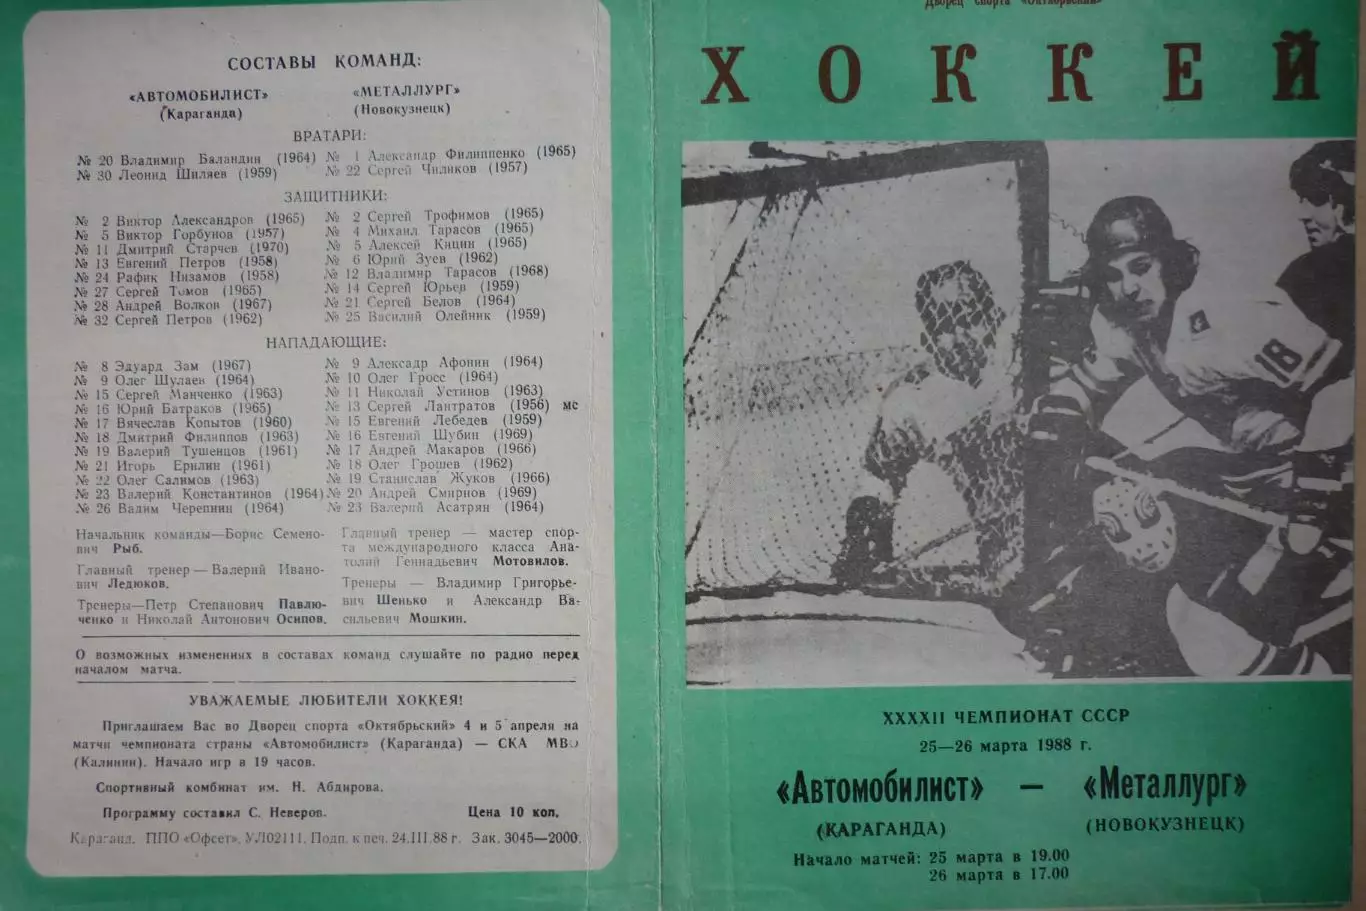 СОСТАВЫ КОМАНД:
«АВТОМОБИЛИСТ» «МЕТАЛЛУРГ»
(Караганда) (Новокузнецк)
ВРАТАРИ:
№ 20 Владимир Баландин (1964) № 1 Александр Филиппенко (1965)
№ 30 Леонид Шиляев (1959) № 22 Сергей Чиликов (1957)
ЗАЩИТНИКИ:
№ 2 Виктор Александров (1965) № 2 Сергей Трофимов (1965)
№ 5 Виктор Горбунов (1957) № 4 Михаил Тарасов (1965)
№ 11 Дмитрий Старчев (1970) № 5 Алексей Кицин (1965)
№ 13 Евгений Петров (1958) № 6 Юрий Зуев (1962)
№ 24 Рафик Низамов (1958) № 12 Владимир Тарасов (1968)
№ 27 Сергей Томов (1965) № 14 Сергей Юрьев (1959)
№ 28 Андрей Волков (1967) № 21 Сергей Белов (1964)
№ 32 Сергей Петров (1962) № 25 Василий Олейник (1959)
НАПАДАЮЩИЕ:
№ 8 Эдуард Зам (1967) № 9 Алексадр Афонин (1964)
№ 9 Олег Шулаев (1964) № 10 Олег Гросс (1964)
№ 15 Сергей Манченко (1963) № 11 Николай Устинов (1963)
№ 16 Юрий Батраков (1965) № 13 Сергей Лантратов (1956) мс
№ 17 Вячеслав Копытов (1960) № 15 Евгений Лебедев (1959)
№ 18 Дмитрий Филиппов (1963) № 16 Евгений Шубин (1969)
№ 19 Валерий Тушенцов (1961) № 17 Андрей Макаров (1966)
№ 21 Игорь Ерилин (1961) № 18 Олег Грошев (1962)
№ 22 Олег Салимов (1963) № 19 Станислав Жуков (1966)
№ 23 Валерий Константинов (1964) № 20 Андрей Смирнов (1969)
№ 26 Вадим Черепнин (1964) № 23 Валерий Асатрян (1964)
Начальник команды—Борис Семено-
вич Рыб.
Главный тренер — Валерий Ивано-
вич Ледюков.
Тренеры—Петр Степанович Павлю-
ченко и Николай Антонович Осипов.
Главный тренер — мастер спор-
та международного класса Ана-
толий Геннадьевич Мотовилов.
Тренеры — Владимир Григорье-
вич Шенько и Александр Ва-
сильевич Мошкин.
О возможных изменениях в составах команд слушайте по радио перед
началом матча.
УВАЖАЕМЫЕ ЛЮБИТЕЛИ ХОККЕЯ!
Приглашаем Вас во Дворец спорта «Октябрьский» 4 и 5 апреля на
матчи чемпионата страны «Автомобилист» (Караганда) — СКА МВО
(Калинин). Начало игр в 19 часов.
Спортивный комбинат им. Н. Абдирова.
Программу составил С. Неверов. Цена 10 коп.
Караганд. ППО «Офсет». УЛ02111. Подп. к печ. 24.III.88 г. Зак. 3045—2000.
Дворец спорта «Октябрьский»
ХОККЕЙ
18
XXXXII ЧЕМПИОНАТ СССР
25—26 марта 1988 г.
«Автомобилист» — «Металлург»
(КАРАГАНДА) (НОВОКУЗНЕЦК)
Начало матчей: 25 марта в 19.00
26 марта в 17.00